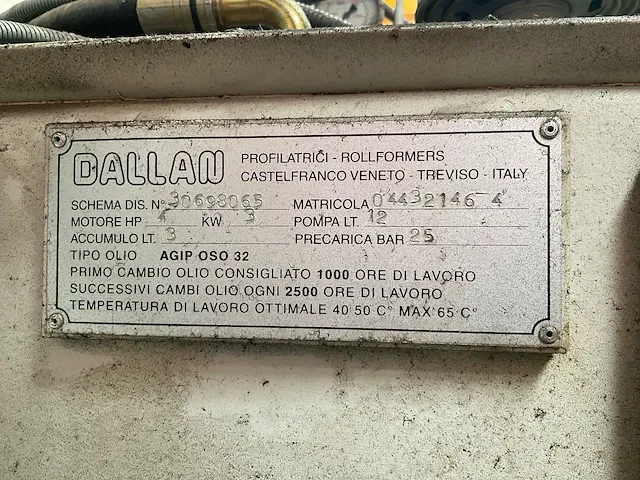 DALLAN PROFILATRICI - ROLLFORMERS
CASTELFRANCO VENETO - TREVISO - ITALY
SCHEMA DIS. N° 30698065 MATRICOLA 04432146 4
MOTORE HP 4 KW 3 POMPA LT. 12
ACCUMULO LT. 3 PRECARICA BAR 25
TIPO OLIO AGIP OSO 32
PRIMO CAMBIO OLIO CONSIGLIATO 1000 ORE DI LAVORO
SUCCESSIVI CAMBI OLIO OGNI 2500 ORE DI LAVORO
TEMPERATURA DI LAVORO OTTIMALE 40 50 C° MAX 65 C°